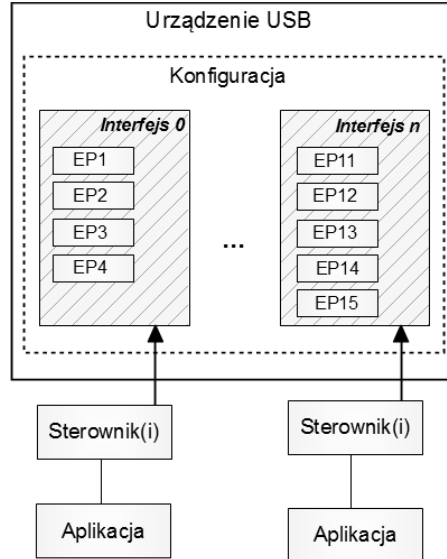 Urządzenie USB
Konfiguracja
Interfejs 0
EP1
EP2
EP3
EP4
...
Interfejs n
EP11
EP12
EP13
EP14
EP15
Sterownik(i)
Sterownik(i)
Aplikacja
Aplikacja